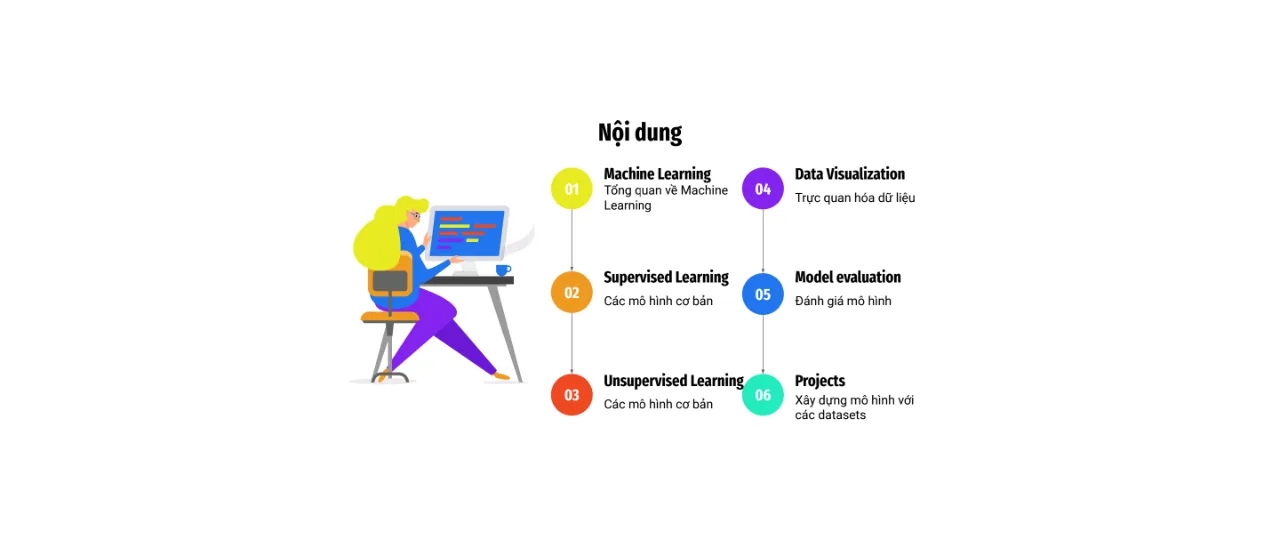 Nội dung
01
Machine Learning
Tổng quan về Machine
Learning
02
Supervised Learning
Các mô hình cơ bản
03
Unsupervised Learning
Các mô hình cơ bản
04
Data Visualization
Trực quan hóa dữ liệu
05
Model evaluation
Đánh giá mô hình
06
Projects
Xây dựng mô hình với
các datasets